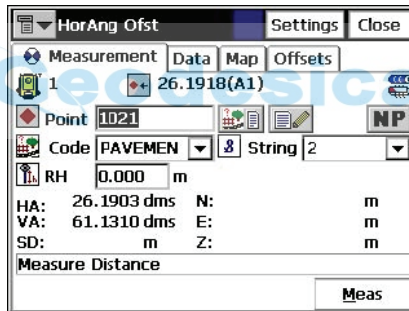 HorAng Ofst Settings Close
Measurement Data Map Offsets
1 26.1918(A1)
Point 1021 NP
Code PAVEMEN 8 String 2
RH 0.000 m
HA: 26.1903 dms N: m
VA: 61.1310 dms E: m
SD: m Z: m
Measure Distance
Meas